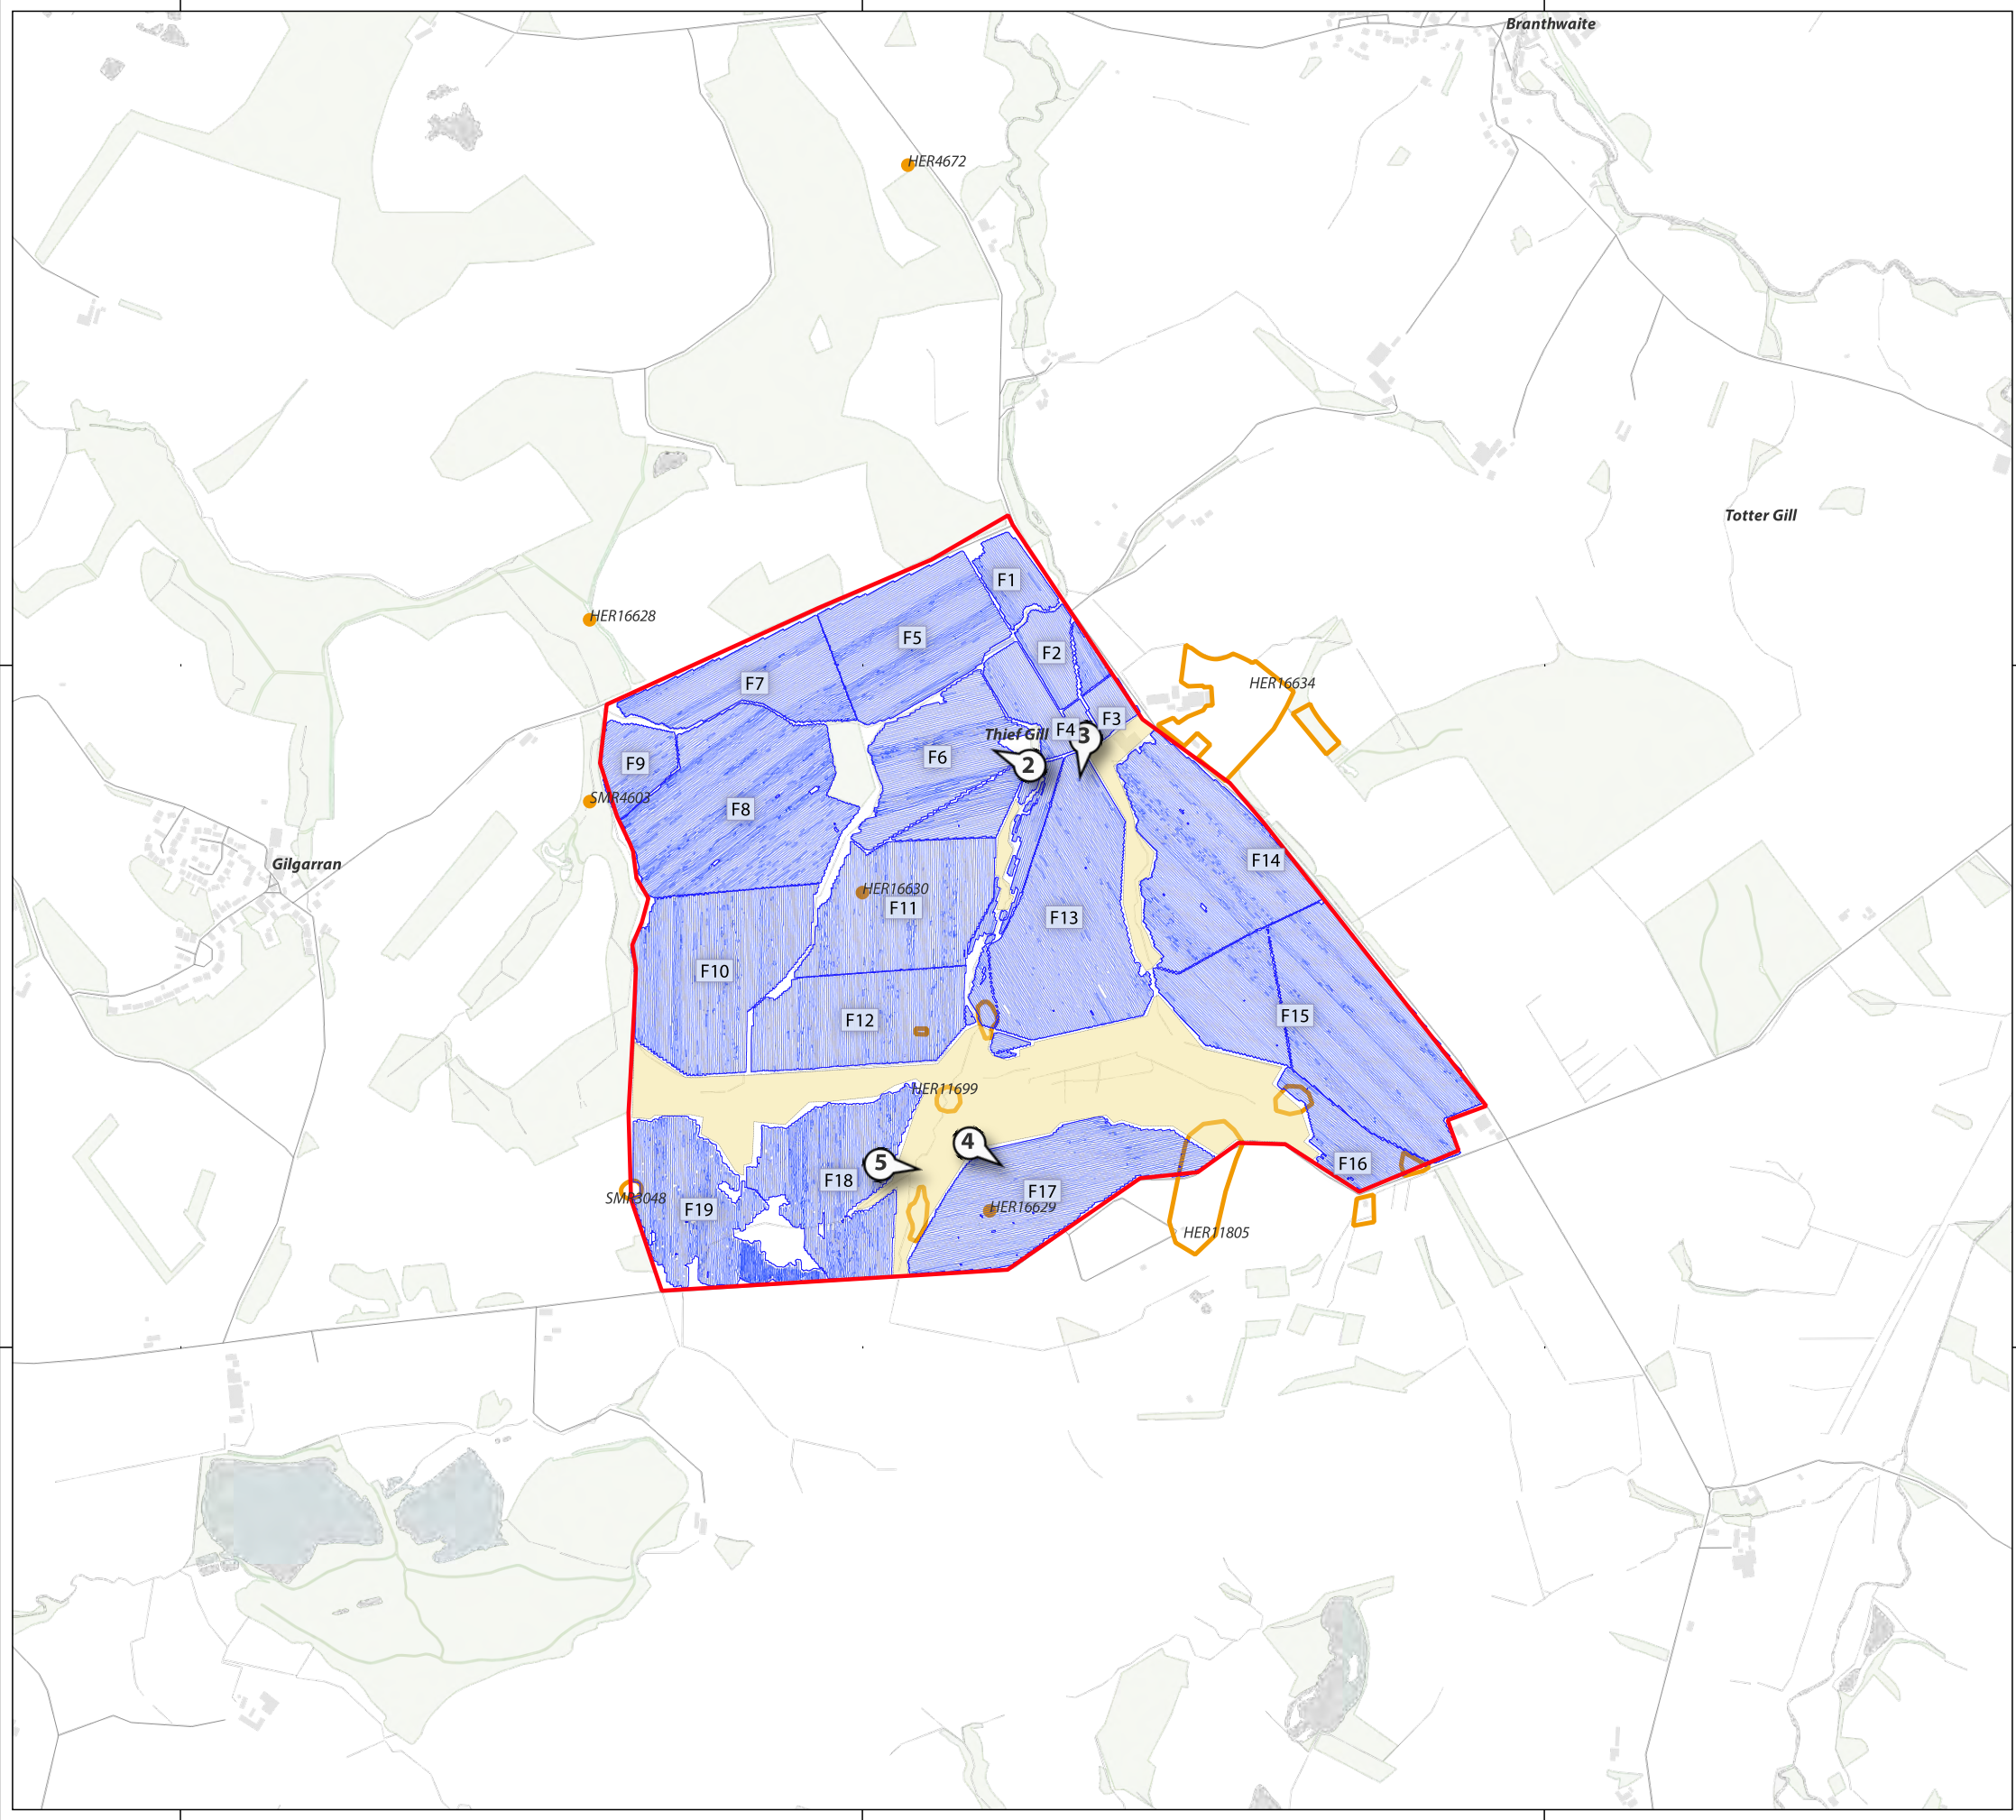 Branthwaite
HER4672
Totter Gill
F1
HER16628
F5
F2
F7
HER16634
F3
F4
Thief Gill
3
F6
F9
2
SMR4603
F8
F14
Gilgarran
HER16630
F11
F13
F10
F15
F12
HER11699
4
5
F16
F18
F17
SMR3048
HER16629
F19
HER11805